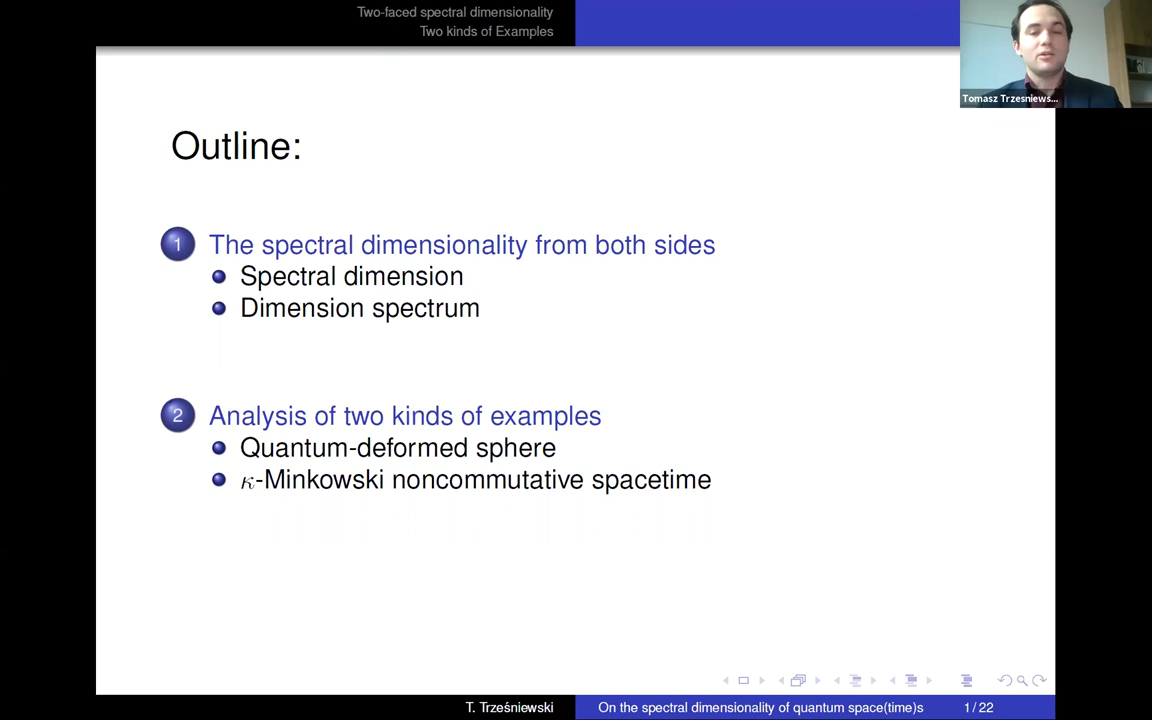 Two-faced spectral dimensionality
Two kinds of Examples
Tomasz Trzesniews...
Outline:
1 The spectral dimensionality from both sides
Spectral dimension
Dimension spectrum
2 Analysis of two kinds of examples
Quantum-deformed sphere
κ-Minkowski noncommutative spacetime
T. Trześniewski On the spectral dimensionality of quantum space(time)s 1 / 22